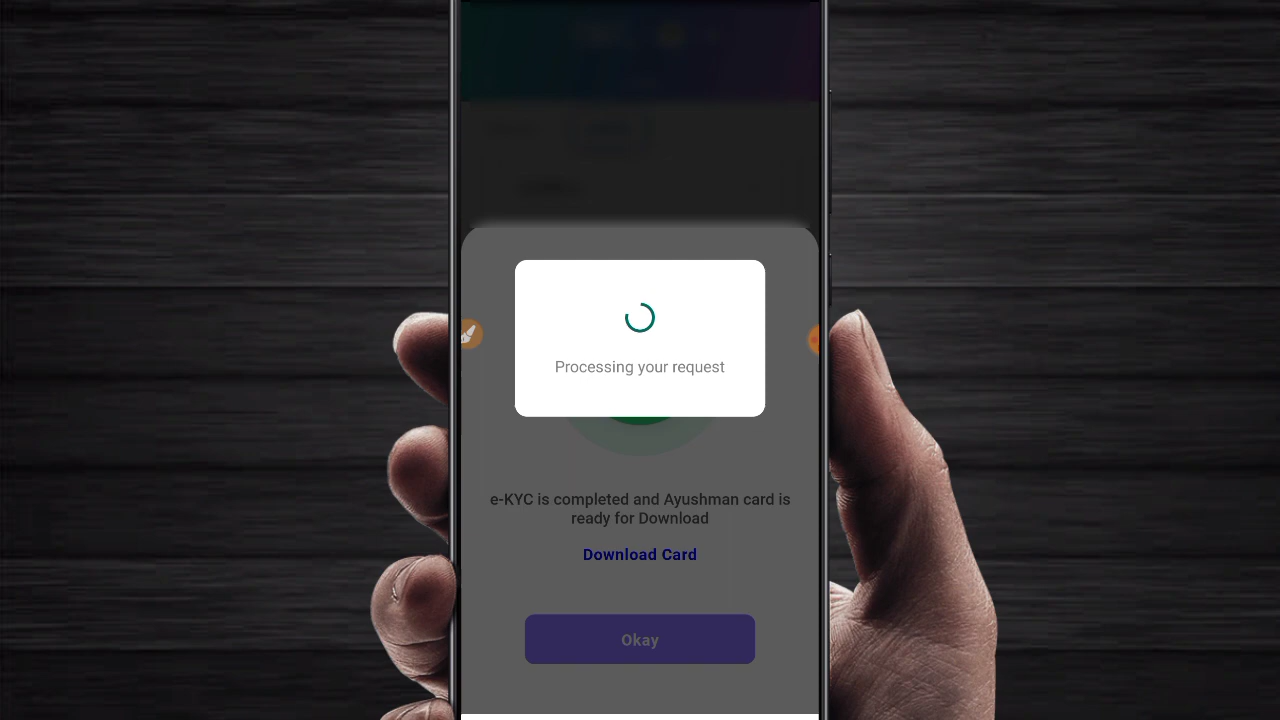 Processing your request
e-KYC is completed and Ayushman card is
ready for Download
Download Card
Okay